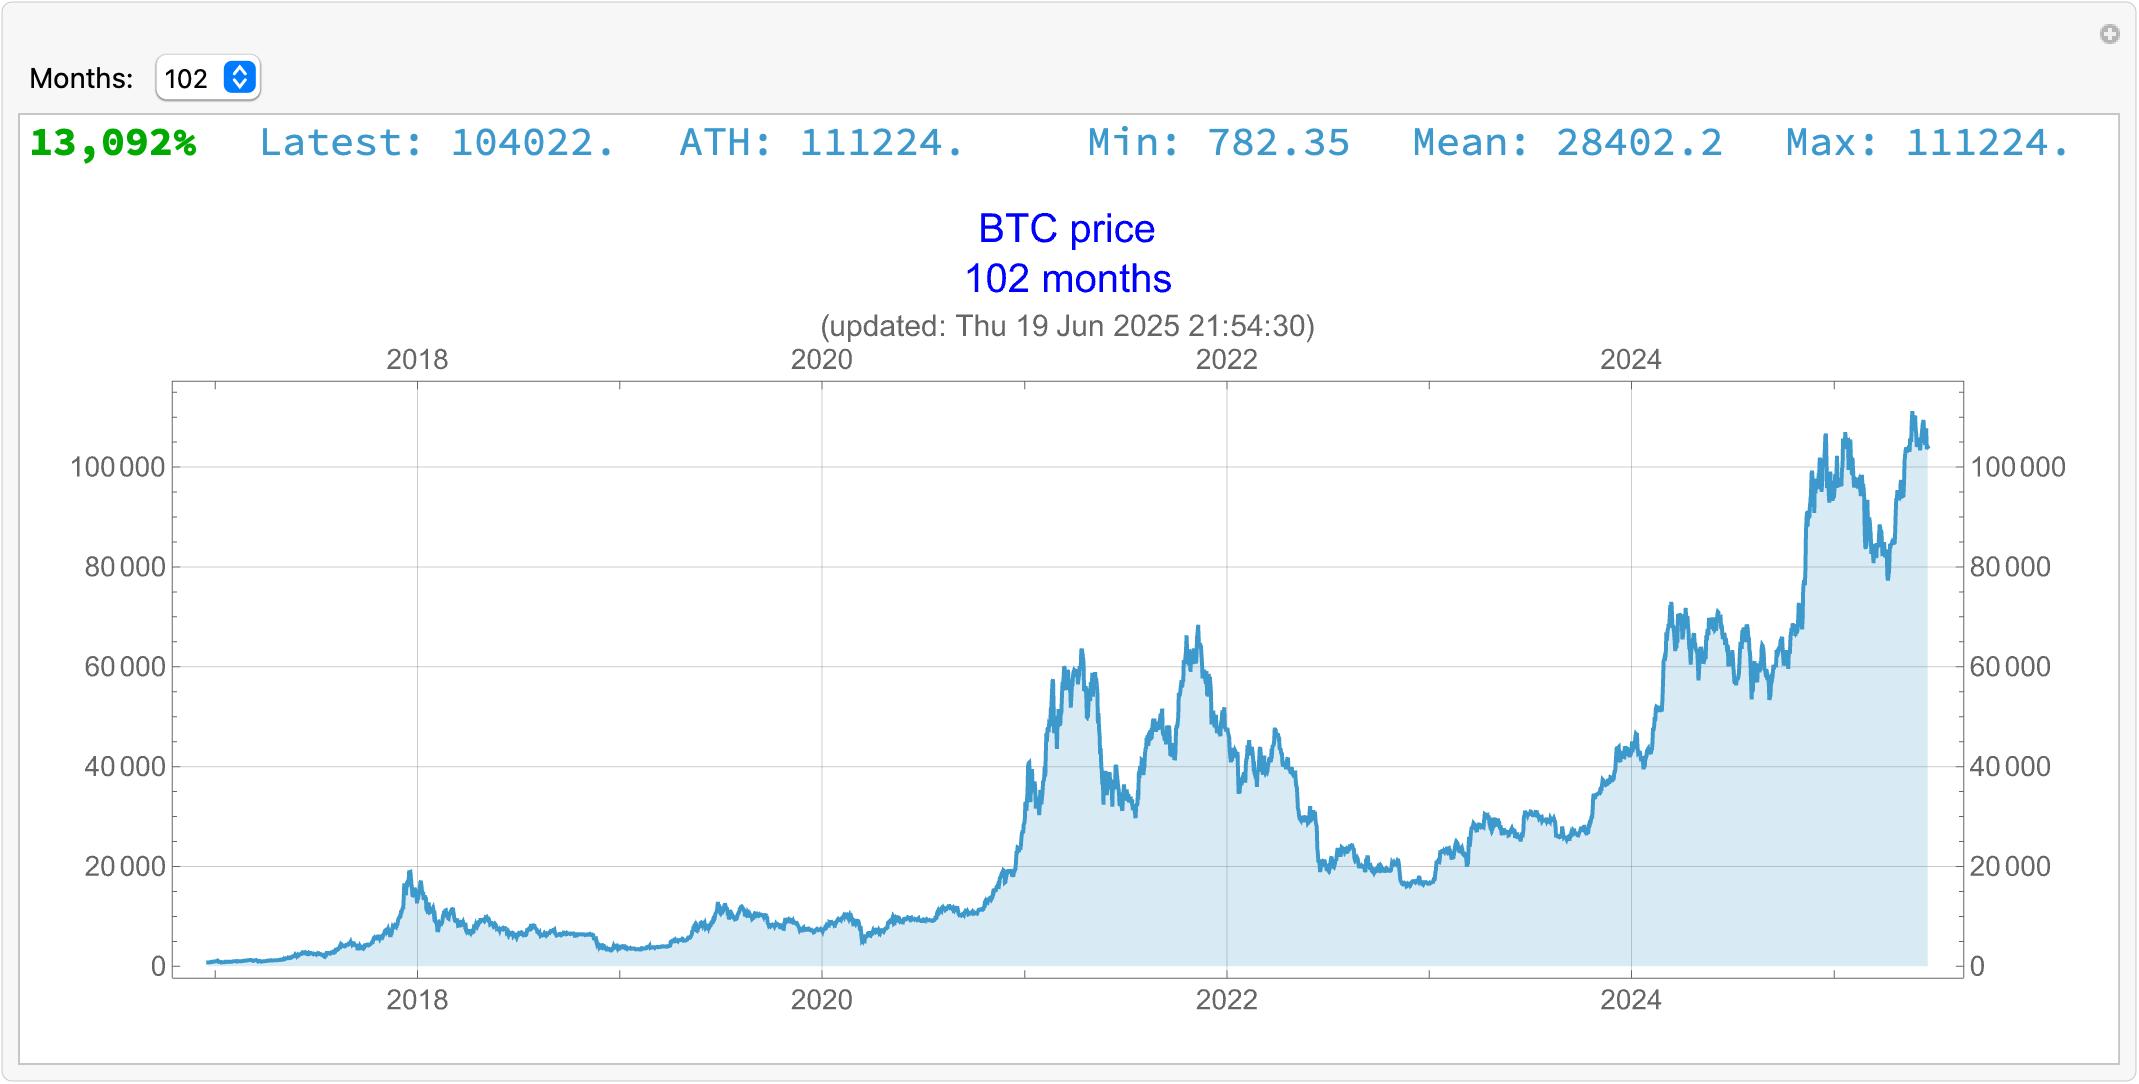 Months: 102
13,092% Latest: 104022. ATH: 111224. Min: 782.35 Mean: 28402.2 Max: 111224.
BTC price
102 months
(updated: Thu 19 Jun 2025 21:54:30)
2018 2020 2022 2024
100000 100000
80000 80000
60000 60000
40000 40000
20000 20000
0 0
2018 2020 2022 2024